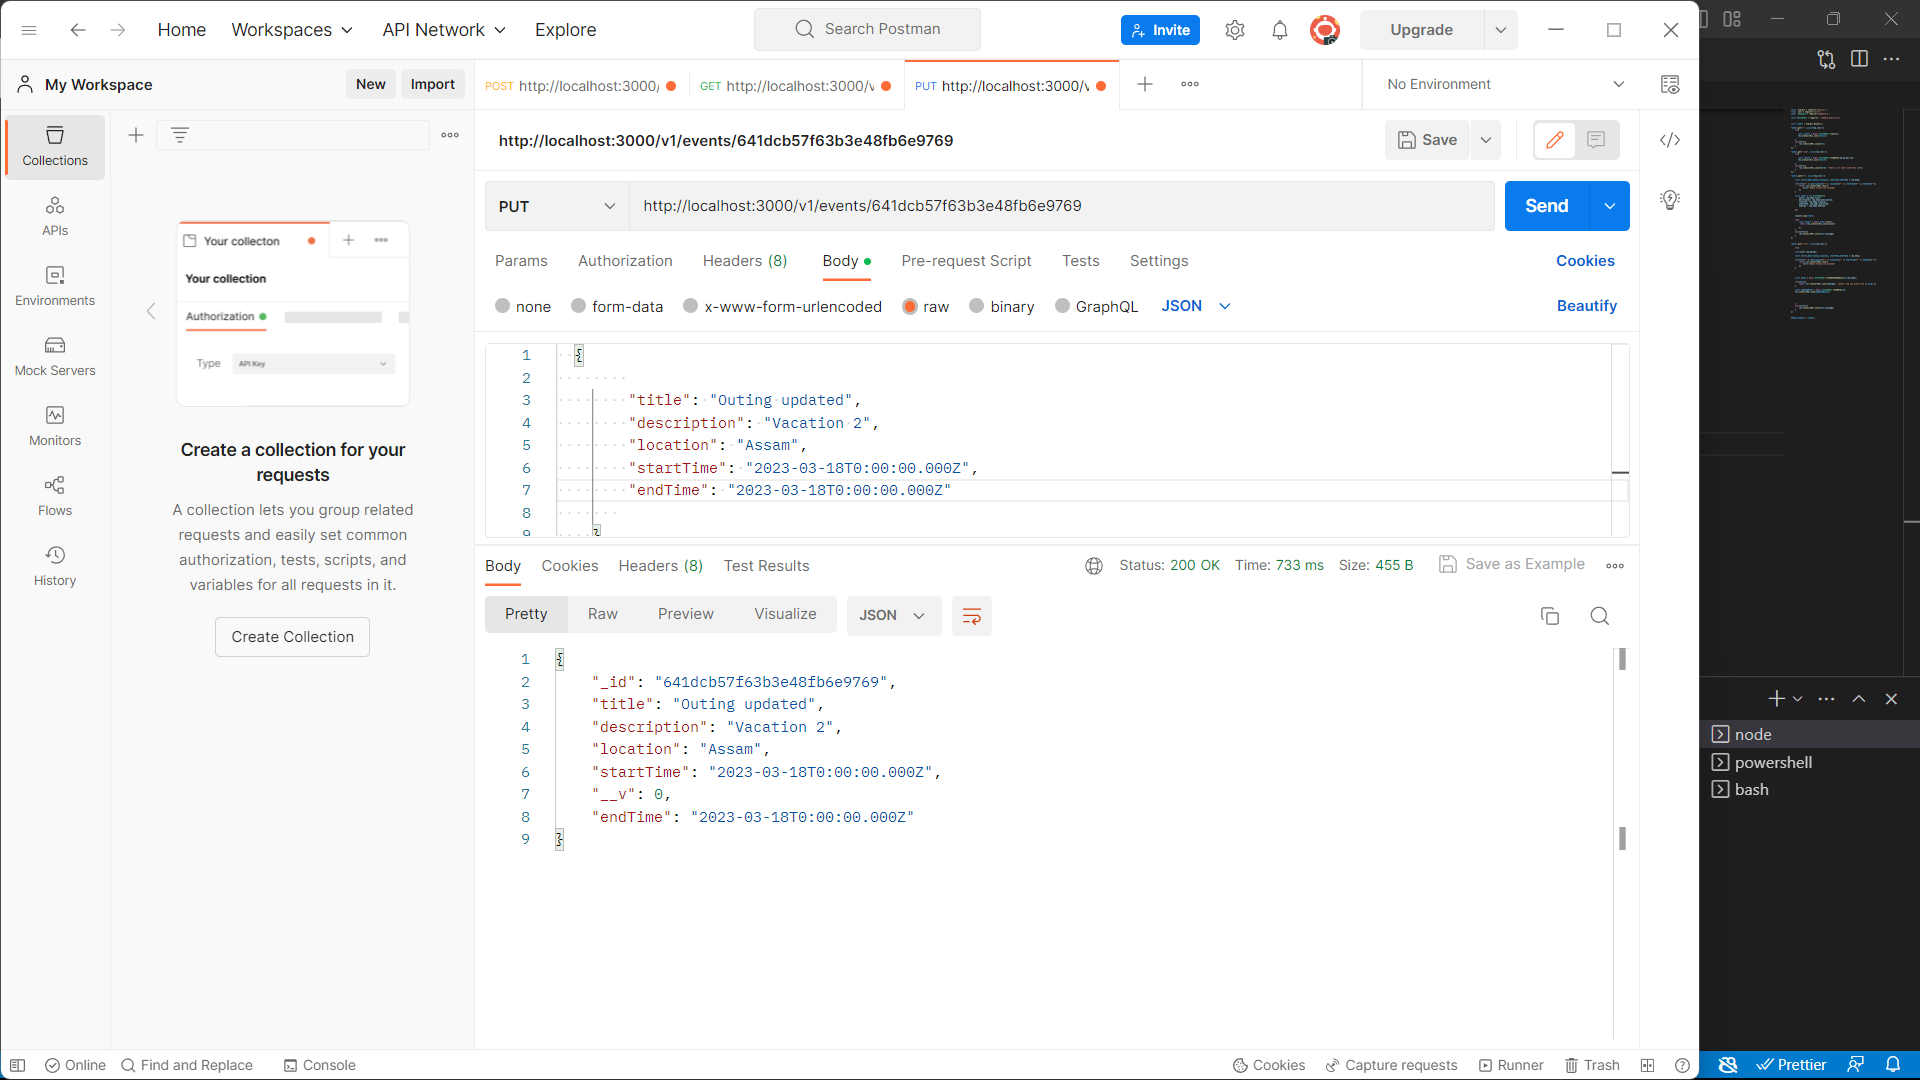 Home
Workspaces
API Network
Explore
Search Postman
Invite
Upgrade
My Workspace
New
Import
POST http://localhost:3000/
GET http://localhost:3000/v
PUT http://localhost:3000/v
No Environment
Collections
APIs
Environments
Mock Servers
Monitors
Flows
History
Your collecton
Your collection
Authorization
Type
API Key
Create a collection for your
requests
A collection lets you group related
requests and easily set common
authorization, tests, scripts, and
variables for all requests in it.
Create Collection
http://localhost:3000/v1/events/641dcb57f63b3e48fb6e9769
Save
PUT
http://localhost:3000/v1/events/641dcb57f63b3e48fb6e9769
Send
Params
Authorization
Headers (8)
Body
Pre-request Script
Tests
Settings
Cookies
none
form-data
x-www-form-urlencoded
raw
binary
GraphQL
JSON
Beautify
1 {
2
3 "title": "Outing updated",
4 "description": "Vacation 2",
5 "location": "Assam",
6 "startTime": "2023-03-18T0:00:00.000Z",
7 "endTime": "2023-03-18T0:00:00.000Z"
8
9 }
Body
Cookies
Headers (8)
Test Results
Status: 200 OK
Time: 733 ms
Size: 455 B
Save as Example
Pretty
Raw
Preview
Visualize
JSON
1 {
2 "_id": "641dcb57f63b3e48fb6e9769",
3 "title": "Outing updated",
4 "description": "Vacation 2",
5 "location": "Assam",
6 "startTime": "2023-03-18T0:00:00.000Z",
7 "__v": 0,
8 "endTime": "2023-03-18T0:00:00.000Z"
9 }
node
powershell
bash
Online
Find and Replace
Console
Cookies
Capture requests
Runner
Trash
Prettier